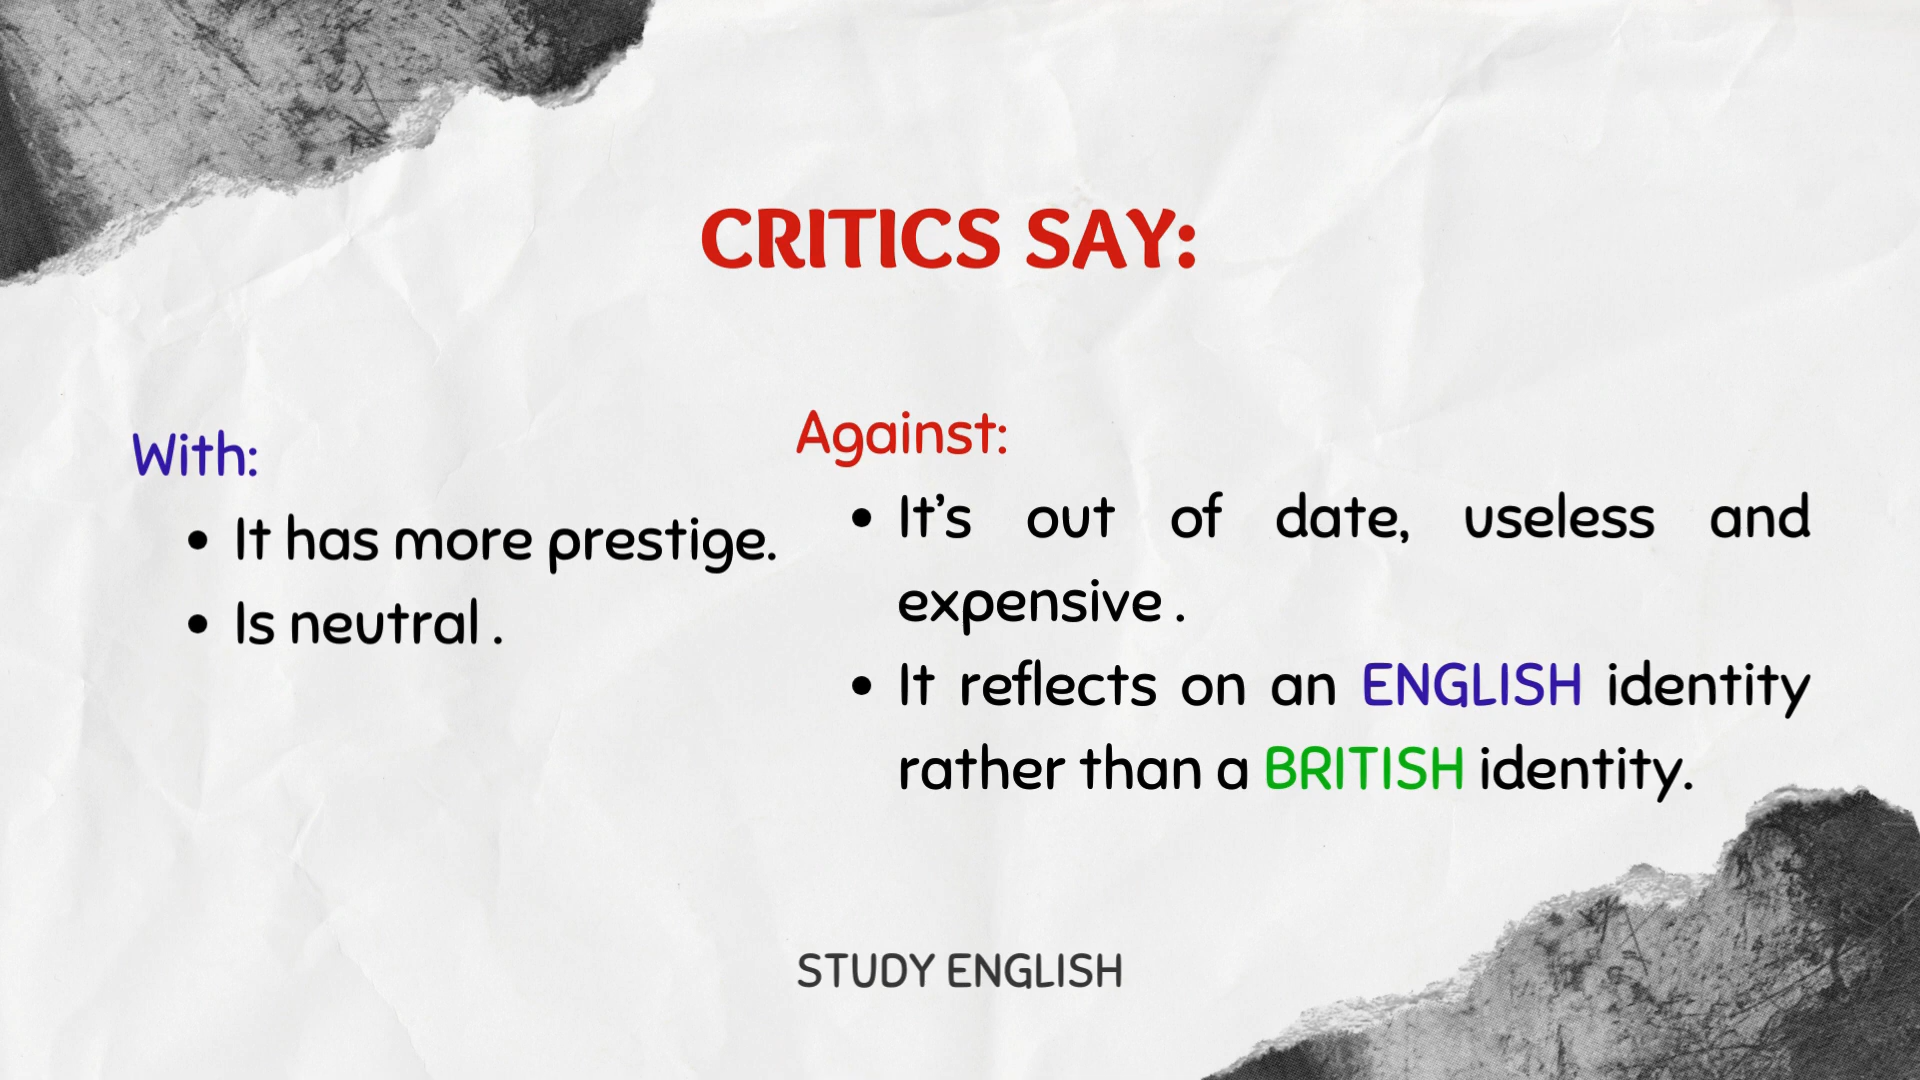 CRITICS SAY:
With:
• It has more prestige.
• Is neutral .
Against:
• It’s out of date, useless and
expensive .
• It reflects on an ENGLISH identity
rather than a BRITISH identity.
STUDY ENGLISH